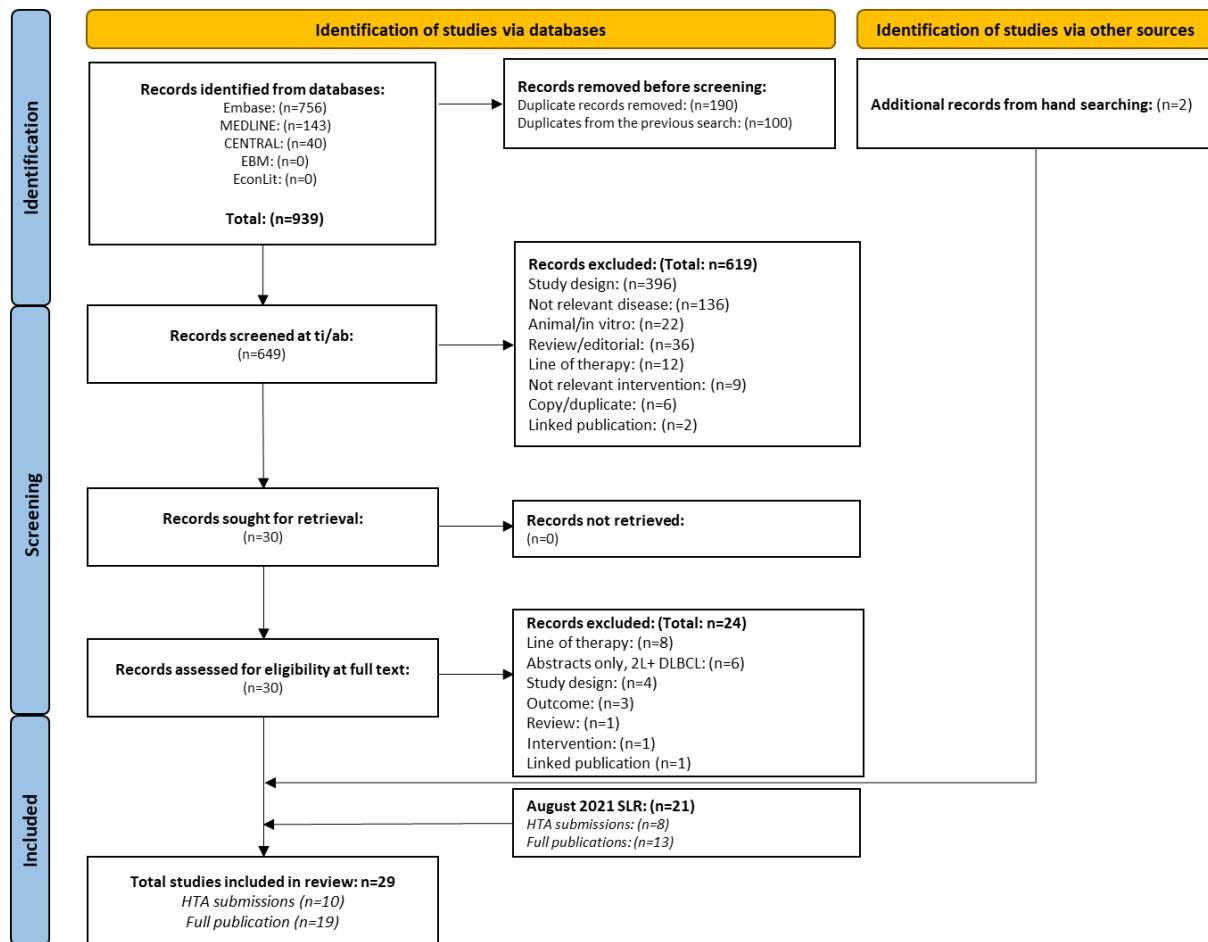 Identification of studies via databases
Identification of studies via other sources
Identification
Records identified from databases:
Embase: (n=756)
MEDLINE: (n=143)
CENTRAL: (n=40)
EBM: (n=0)
EconLit: (n=0)
Total: (n=939)
Records removed before screening:
Duplicate records removed: (n=190)
Duplicates from the previous search: (n=100)
Additional records from hand searching: (n=2)
Screening
Records screened at ti/ab:
(n=649)
Records excluded: (Total: n=619)
Study design: (n=396)
Not relevant disease: (n=136)
Animal/in vitro: (n=22)
Review/editorial: (n=36)
Line of therapy: (n=12)
Not relevant intervention: (n=9)
Copy/duplicate: (n=6)
Linked publication: (n=2)
Records sought for retrieval:
(n=30)
Records not retrieved:
(n=0)
Records assessed for eligibility at full text:
(n=30)
Records excluded: (Total: n=24)
Line of therapy: (n=8)
Abstracts only, 2L+ DLBCL: (n=6)
Study design: (n=4)
Outcome: (n=3)
Review: (n=1)
Intervention: (n=1)
Linked publication (n=1)
Included
August 2021 SLR: (n=21)
HTA submissions: (n=8)
Full publications: (n=13)
Total studies included in review: n=29
HTA submissions (n=10)
Full publication (n=19)